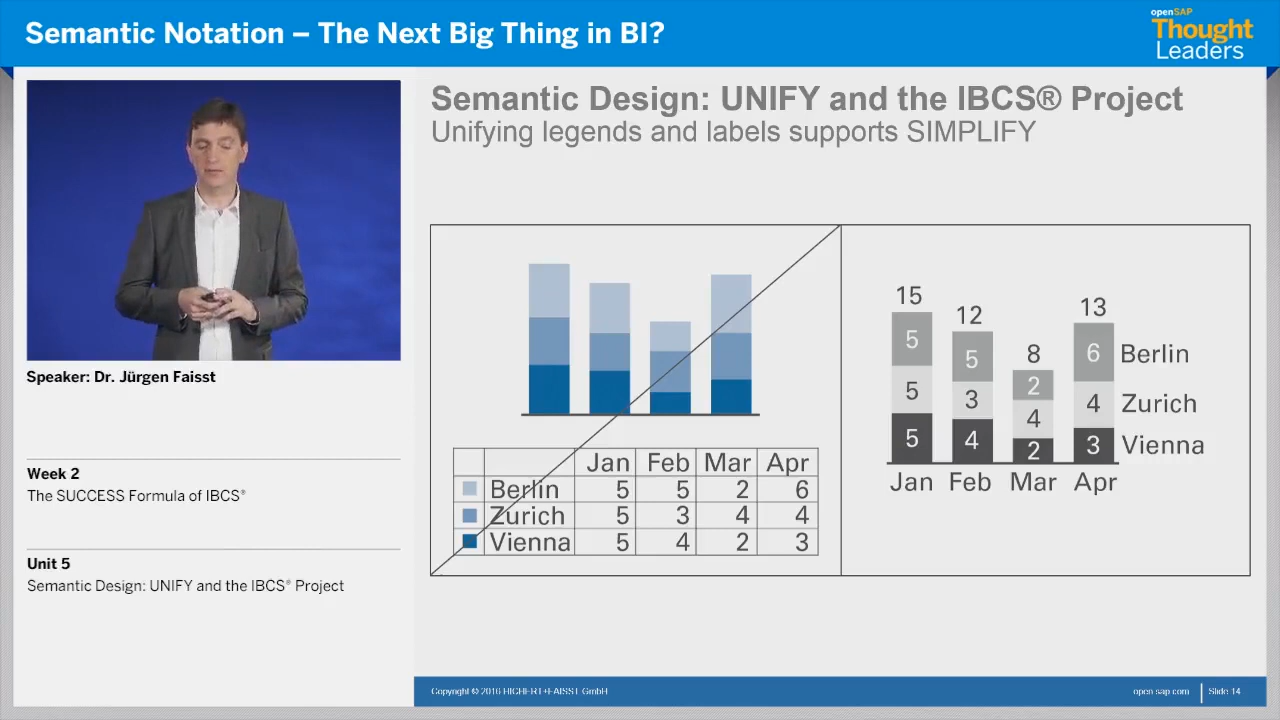 Semantic Notation – The Next Big Thing in BI?
openSAP
Thought
Leaders
Speaker: Dr. Jürgen Faisst
Week 2
The SUCCESS Formula of IBCS®
Unit 5
Semantic Design: UNIFY and the IBCS® Project
Semantic Design: UNIFY and the IBCS® Project
Unifying legends and labels supports SIMPLIFY
Jan Feb Mar Apr
Berlin 5 5 2 6
Zurich 5 3 4 4
Vienna 5 4 2 3
15 12 8 13
5 5 2 6 Berlin
5 3 4 4 Zurich
5 4 2 3 Vienna
Jan Feb Mar Apr
Copyright © 2016 HICHERT+FAISST GmbH
open.sap.com Slide 14